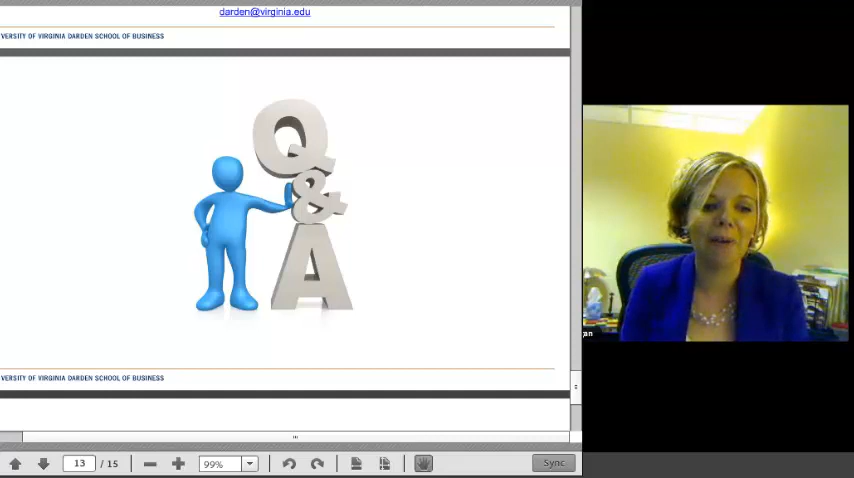 darden@virginia.edu
VERSITY OF VIRGINIA DARDEN SCHOOL OF BUSINESS
Q
&
A
VERSITY OF VIRGINIA DARDEN SCHOOL OF BUSINESS
gan
13 / 15
99%
Sync